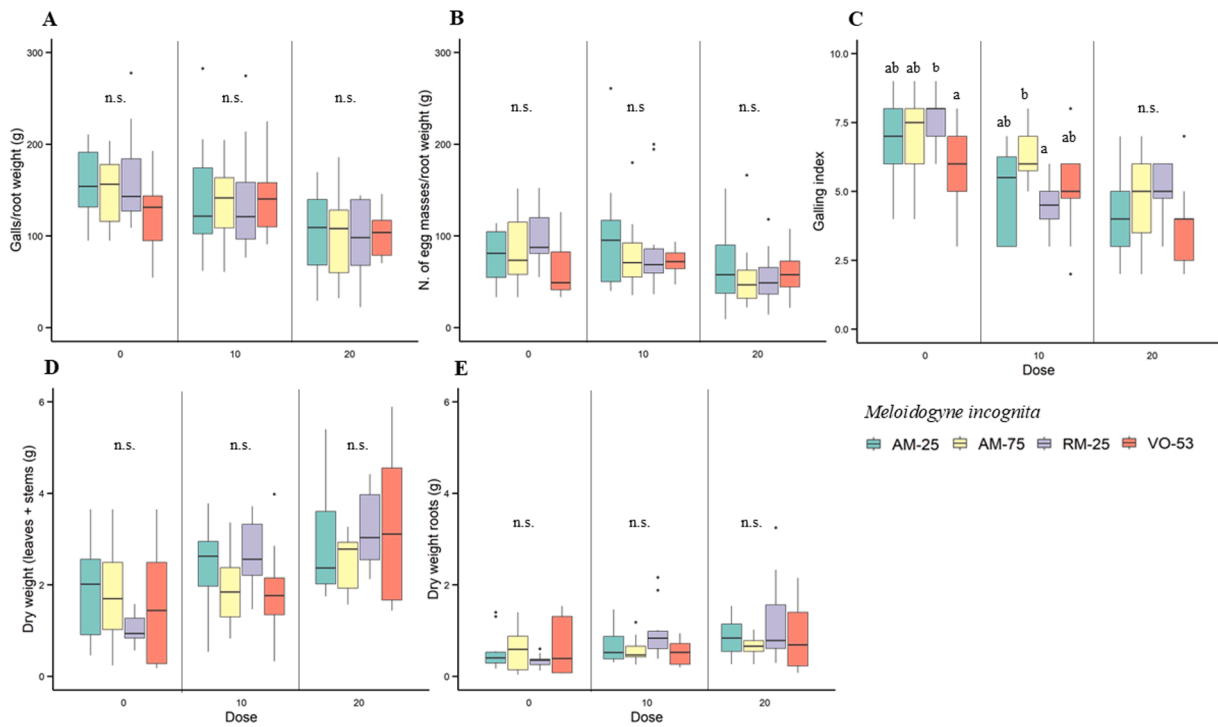 A
Galls/root weight (g)
300
200
100
0
n.s.
n.s.
n.s.
0
10
20
B
N. of egg masses/root weight (g)
300
200
100
0
n.s.
n.s
n.s.
0
10
20
C
Galling index
10.0
7.5
5.0
2.5
0.0
ab
ab
b
a
ab
b
a
ab
n.s.
0
10
20
Dose
D
Dry weight (leaves + stems (g)
6
4
2
0
n.s.
n.s.
n.s.
0
10
20
Dose
E
Dry weight roots (g)
6
4
2
0
n.s.
n.s.
n.s.
0
10
20
Dose
Meloidogyne incognita
AM-25 AM-75 RM-25 VO-53